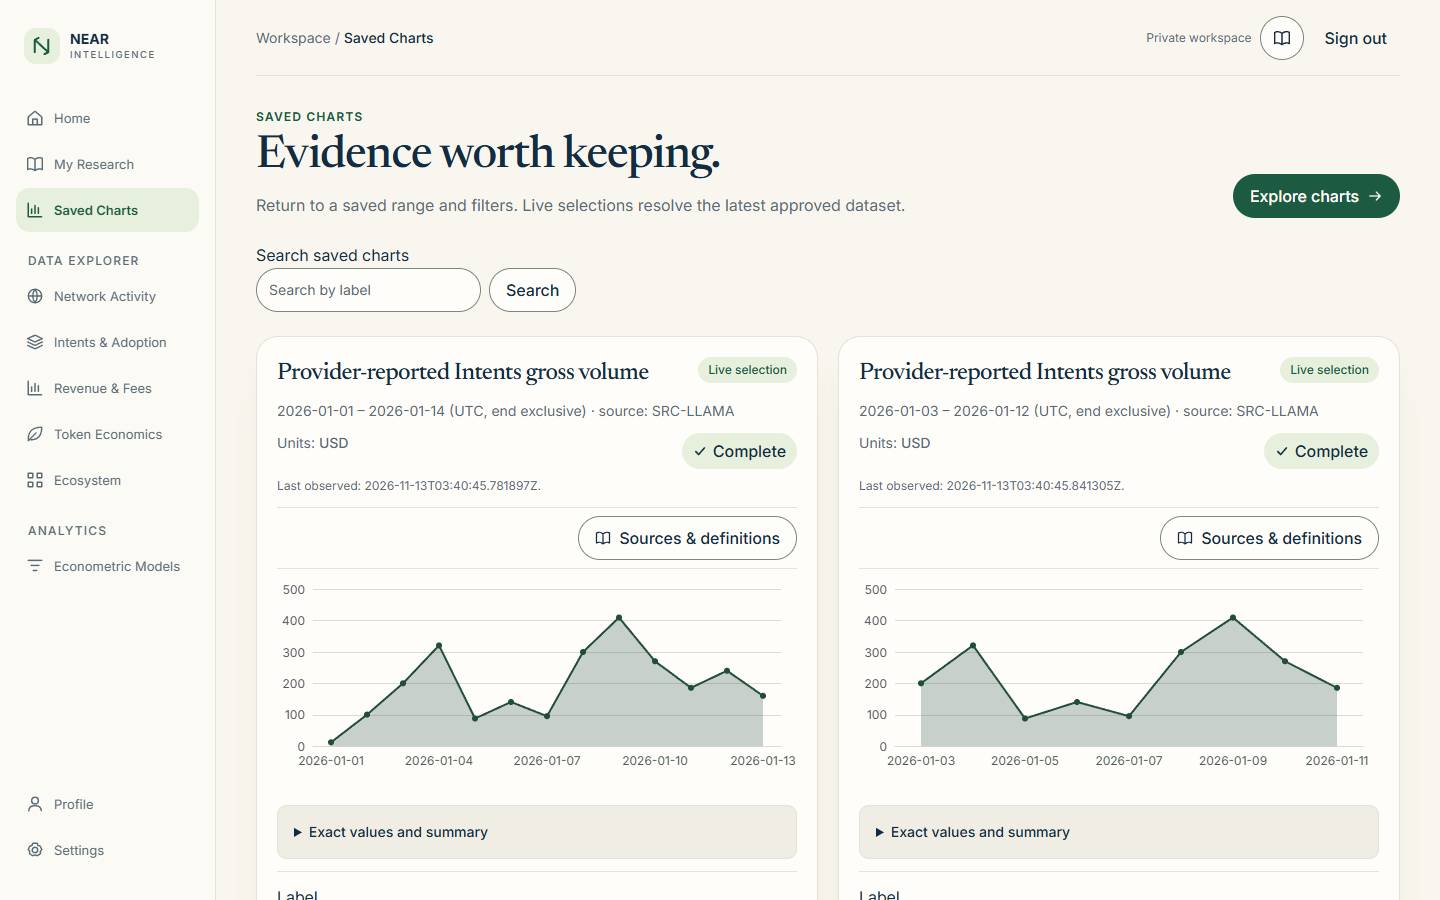 NEAR
INTELLIGENCE
Home
My Research
Saved Charts
DATA EXPLORER
Network Activity
Intents & Adoption
Revenue & Fees
Token Economics
Ecosystem
ANALYTICS
Econometric Models
Profile
Settings
Workspace / Saved Charts
Private workspace
Sign out
SAVED CHARTS
Evidence worth keeping.
Return to a saved range and filters. Live selections resolve the latest approved dataset.
Explore charts →
Search saved charts
Search by label
Search
Provider-reported Intents gross volume
Live selection
2026-01-01 – 2026-01-14 (UTC, end exclusive) · source: SRC-LLAMA
Units: USD
Complete
Last observed: 2026-11-13T03:40:45.781897Z.
Sources & definitions
500
400
300
200
100
0
2026-01-01 2026-01-04 2026-01-07 2026-01-10 2026-01-13
Exact values and summary
Label
Provider-reported Intents gross volume
Live selection
2026-01-03 – 2026-01-12 (UTC, end exclusive) · source: SRC-LLAMA
Units: USD
Complete
Last observed: 2026-11-13T03:40:45.841305Z.
Sources & definitions
500
400
300
200
100
0
2026-01-03 2026-01-05 2026-01-07 2026-01-09 2026-01-11
Exact values and summary
Label